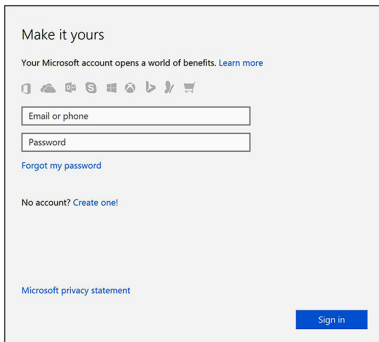 Make it yours
Your Microsoft account opens a world of benefits. Learn more
Email or phone
Password
Forgot my password
No account? Create one!
Microsoft privacy statement
Sign in